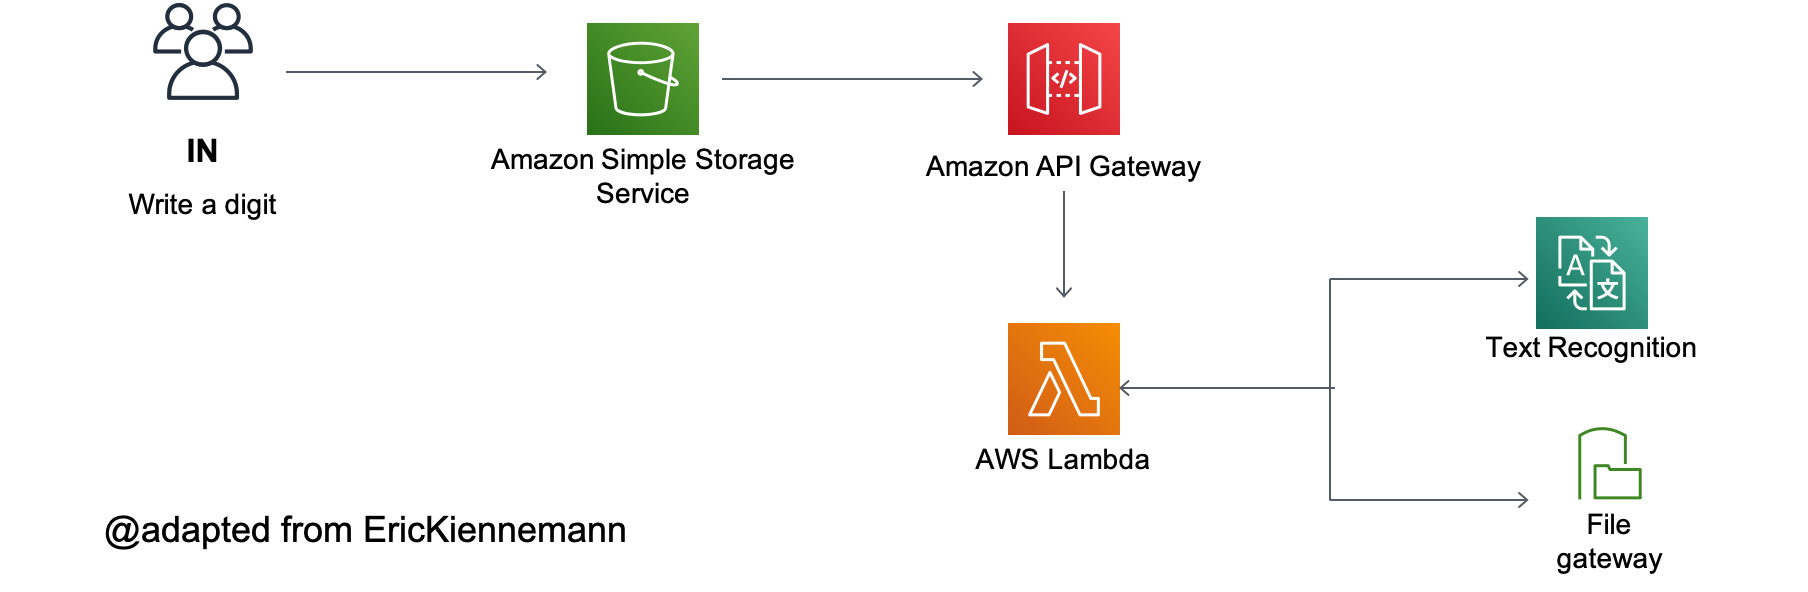 IN
Write a digit
Amazon Simple Storage
Service
Amazon API Gateway
</>
A
文
Text Recognition
AWS Lambda
File
gateway
@adapted from EricKiennemann